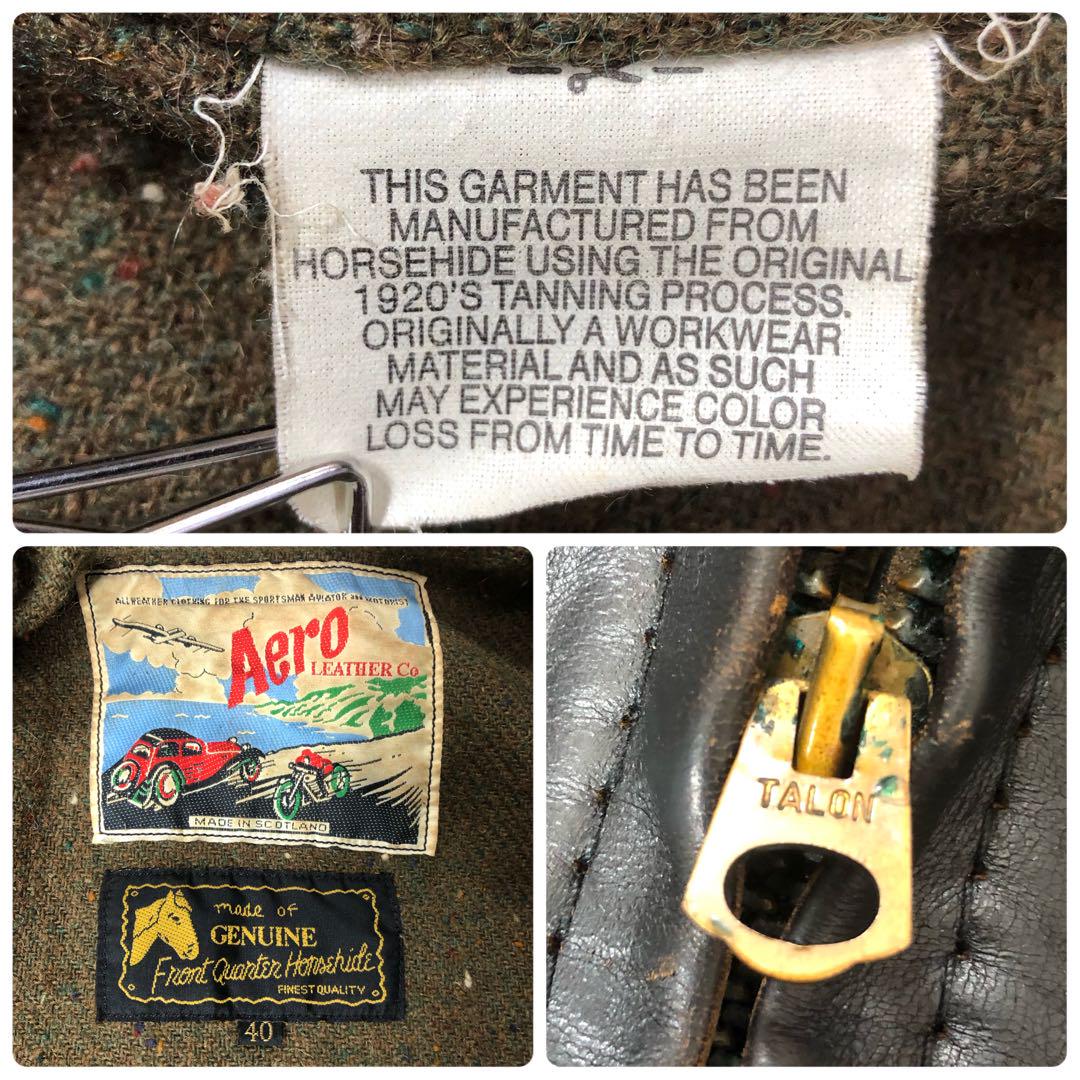 THIS GARMENT HAS BEEN
MANUFACTURED FROM
HORSEHIDE USING THE ORIGINAL
1920'S TANNING PROCESS.
ORIGINALLY A WORKWEAR
MATERIAL AND AS SUCH
MAY EXPERIENCE COLOR
LOSS FROM TIME TO TIME.
ALLWEATHER CLOTHING FOR THE SPORTSMAN AVIATOR AND MOTORIST
Aero
LEATHER Co
MADE IN SCOTLAND
made of
GENUINE
Front Quarter Horsehide
FINEST QUALITY
40
TALON